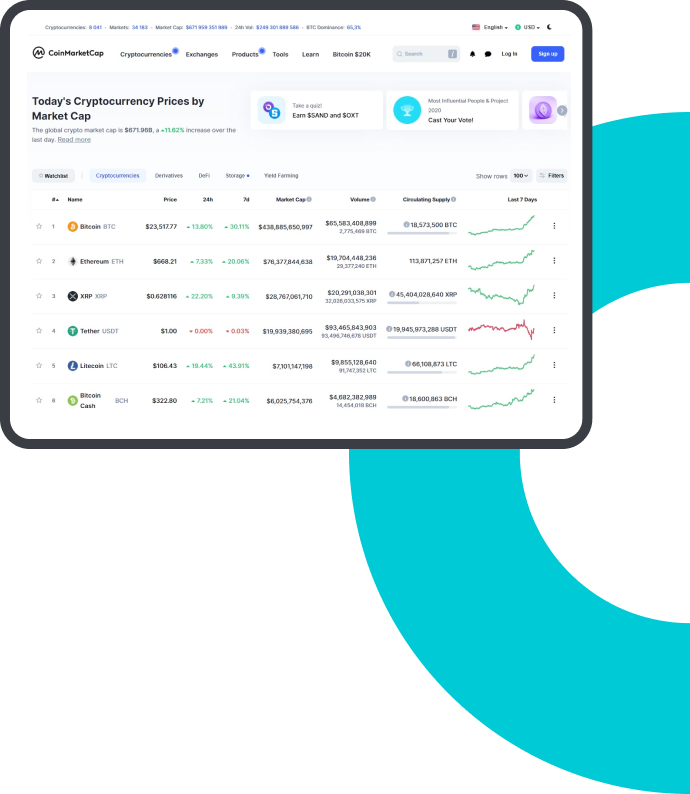 Cryptocurrencies: 8 041 • Markets: 34 183 • Market Cap: $671 959 351 989 • 24h Vol: $249 301 889 566 • BTC Dominance: 65,3% English USD
CoinMarketCap Cryptocurrencies Exchanges Products Tools Learn Bitcoin $20K Search / Log In Sign up
Today's Cryptocurrency Prices by
Market Cap
The global crypto market cap is $671.96B, a +11.62% increase over the
last day. Read more
Take a quiz!
Earn $SAND and $OXT
Most Influential People & Project
2020
Cast Your Vote!
Watchlist Cryptocurrencies Derivatives DeFi Storage Yield Farming Show rows 100 Filters
# Name Price 24h 7d Market Cap Volume Circulating Supply Last 7 Days
1 Bitcoin BTC $23,517.77 13.80% 30.11% $438,885,650,997 $65,583,408,899 18,573,500 BTC
2,775,469 BTC
2 Ethereum ETH $668.21 7.33% 20.06% $76,377,844,638 $19,704,448,236 113,871,257 ETH
29,377,240 ETH
3 XRP XRP $0.628116 22.20% 9.39% $28,767,061,710 $20,291,038,301 45,404,028,640 XRP
32,026,033,575 XRP
4 Tether USDT $1.00 0.00% 0.03% $19,939,380,695 $93,465,843,903 19,945,973,288 USDT
93,496,746,676 USDT
5 Litecoin LTC $106.43 19.44% 43.91% $7,101,147,198 $9,855,128,640 66,108,873 LTC
91,747,352 LTC
6 Bitcoin Cash BCH $322.80 7.21% 21.04% $6,025,754,376 $4,682,382,989 18,600,863 BCH
14,454,018 BCH